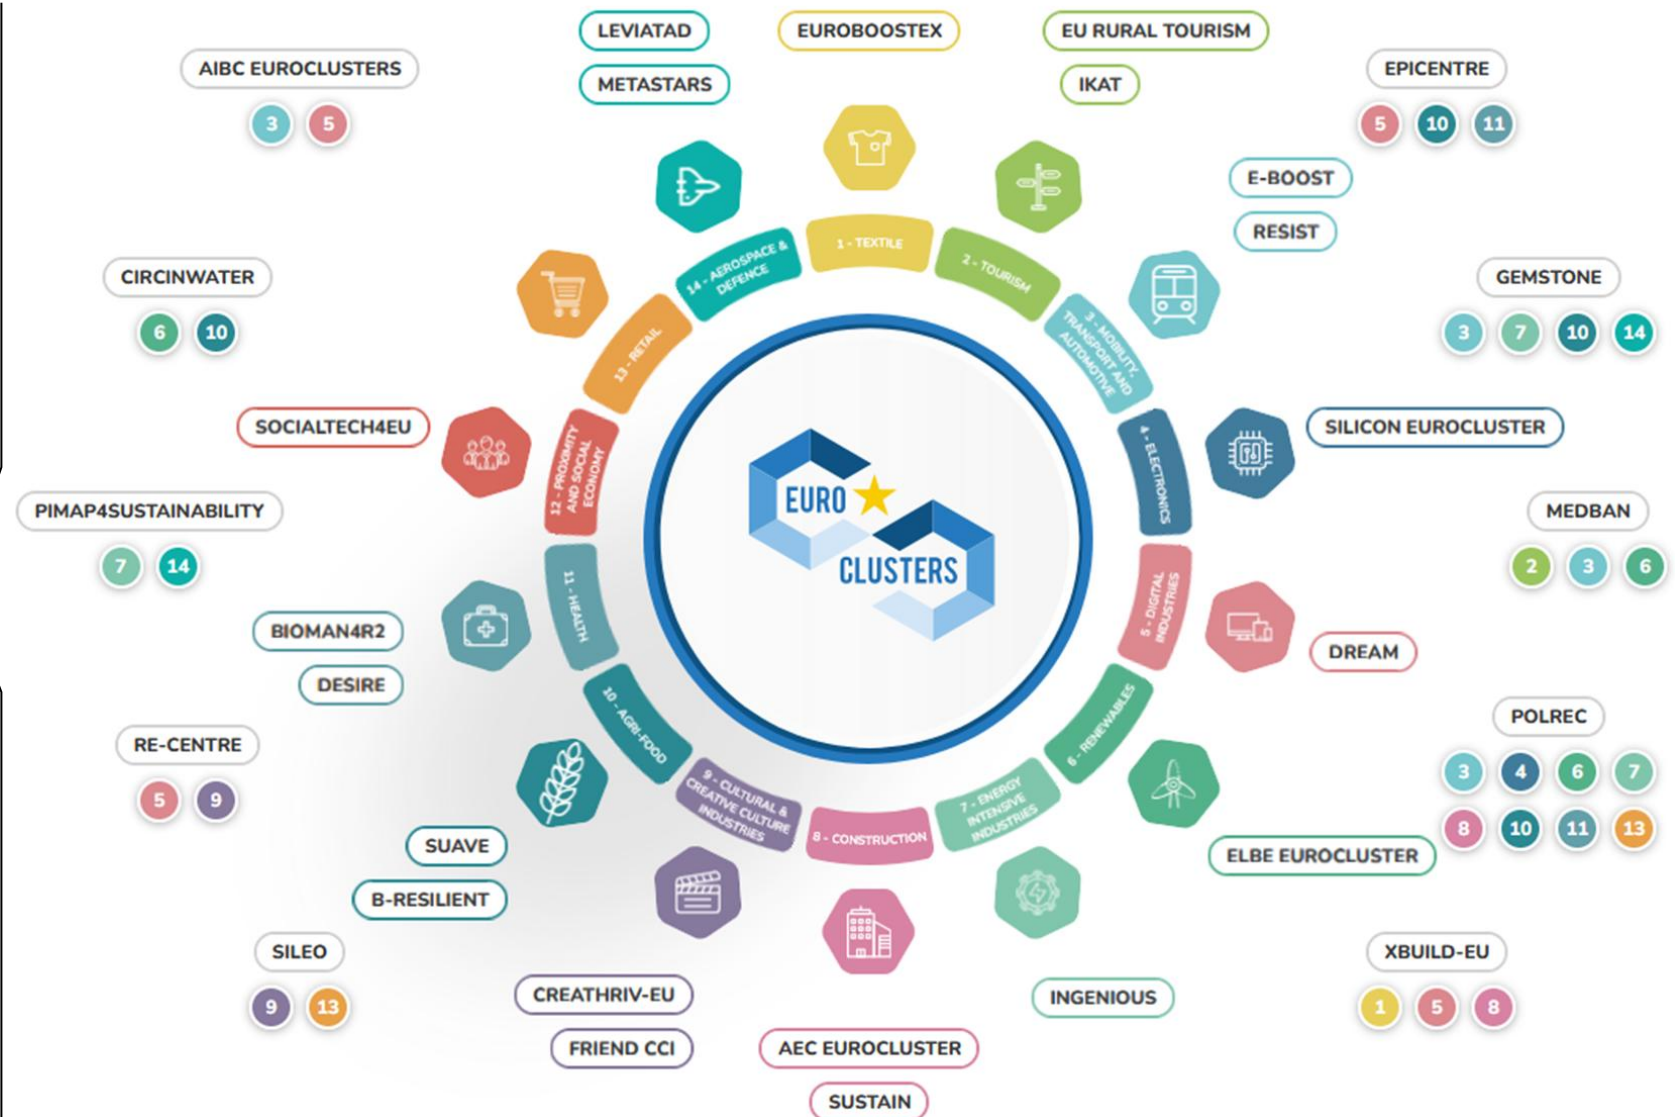 LEVIATAD
METASTARS
EUROBOOSTEX
EU RURAL TOURISM
IKAT
AIBC EUROCLUSTERS
3 5
EPICENTRE
5 10 11
E-BOOST
RESIST
CIRCINWATER
6 10
GEMSTONE
3 7 10 14
SOCIALTECH4EU
SILICON EUROCLUSTER
PIMAP4SUSTAINABILITY
7 14
MEDBAN
2 3 6
BIOMAN4R2
DESIRE
DREAM
RE-CENTRE
5 9
POLREC
3 4 6 7
8 10 11 13
SUAVE
B-RESILIENT
ELBE EUROCLUSTER
SILEO
9 13
XBUILD-EU
1 5 8
CREATHRIV-EU
FRIEND CCI
INGENIOUS
AEC EUROCLUSTER
SUSTAIN
1 - TEXTILE
2 - TOURISM
3 - MOBILITY,
TRANSPORT AND
AUTOMOTIVE
4 - ELECTRONICS
5 - DIGITAL
INDUSTRIES
6 - RENEWABLES
7 - ENERGY
INTENSIVE
INDUSTRIES
8 - CONSTRUCTION
9 - CULTURAL &
CREATIVE CULTURE
INDUSTRIES
10 - AGRI-FOOD
11 - HEALTH
12 - PROXIMITY
AND SOCIAL
ECONOMY
13 - RETAIL
14 - AEROSPACE &
DEFENCE
EURO
CLUSTERS